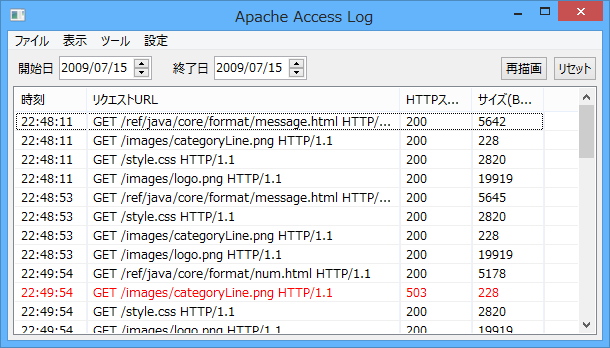 Apache Access Log
ファイル 表示 ツール 設定
開始日 2009/07/15 終了日 2009/07/15 再描画 リセット
時刻 リクエストURL HTTPス... サイズ(B...
22:48:11 GET /ref/java/core/format/message.html HTTP/... 200 5642
22:48:11 GET /images/categoryLine.png HTTP/1.1 200 228
22:48:11 GET /style.css HTTP/1.1 200 2820
22:48:11 GET /images/logo.png HTTP/1.1 200 19919
22:48:53 GET /ref/java/core/format/message.html HTTP/... 200 5645
22:48:53 GET /style.css HTTP/1.1 200 2820
22:48:53 GET /images/categoryLine.png HTTP/1.1 200 228
22:48:53 GET /images/logo.png HTTP/1.1 200 19919
22:49:54 GET /ref/java/core/format/num.html HTTP/1.1 200 5178
22:49:54 GET /images/categoryLine.png HTTP/1.1 503 228
22:49:54 GET /style.css HTTP/1.1 200 2820
22:49:54 GET /images/logo.png HTTP/1.1 200 19919